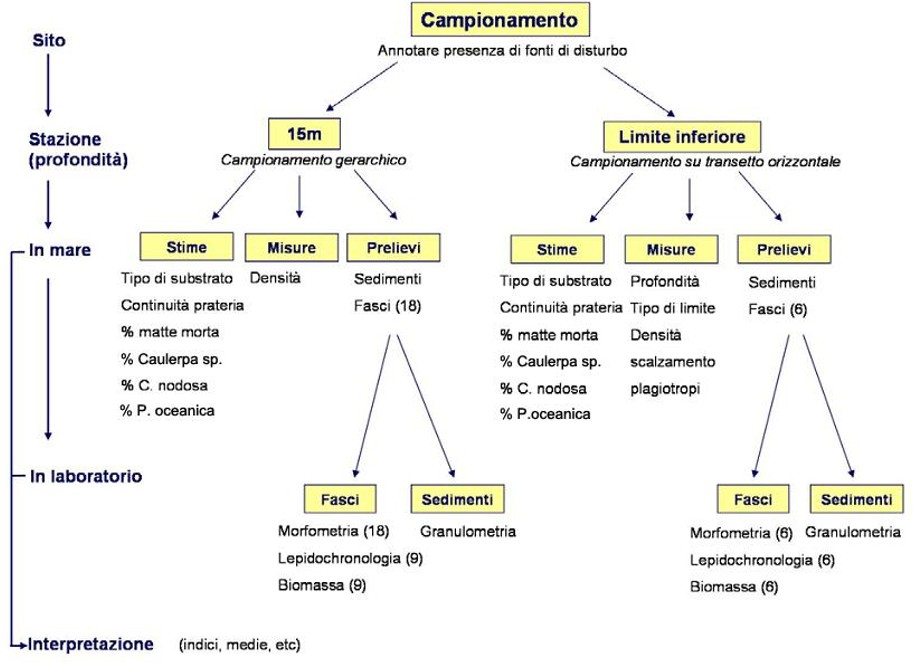 Campionamento
Annotare presenza di fonti di disturbo
Sito
Stazione
(profondità)
In mare
In laboratorio
Interpretazione (indici, medie, etc)
15m
Campionamento gerarchico
Stime
Tipo di substrato
Continuità prateria
% matte morta
% Caulerpa sp.
% C. nodosa
% P. oceanica
Misure
Densità
Prelievi
Sedimenti
Fasci (18)
Fasci
Morfometria (18)
Lepidochronologia (9)
Biomassa (9)
Sedimenti
Granulometria
Limite inferiore
Campionamento su transetto orizzontale
Stime
Tipo di substrato
Continuità prateria
% matte morta
% Caulerpa sp.
% C. nodosa
% P.oceanica
Misure
Profondità
Tipo di limite
Densità
scalzamento
plagiotropi
Prelievi
Sedimenti
Fasci (6)
Fasci
Morfometria (6)
Lepidochronologia (6)
Biomassa (6)
Sedimenti
Granulometria